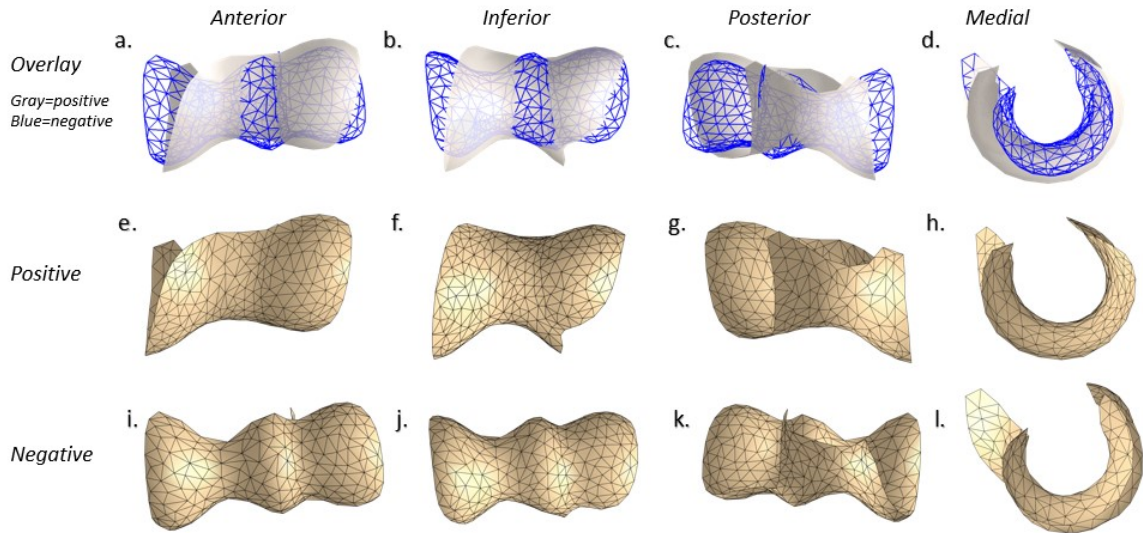 Anterior Inferior Posterior Medial
a. b. c. d.
Overlay
Gray=positive
Blue=negative
e. f. g. h.
Positive
i. j. k. l.
Negative